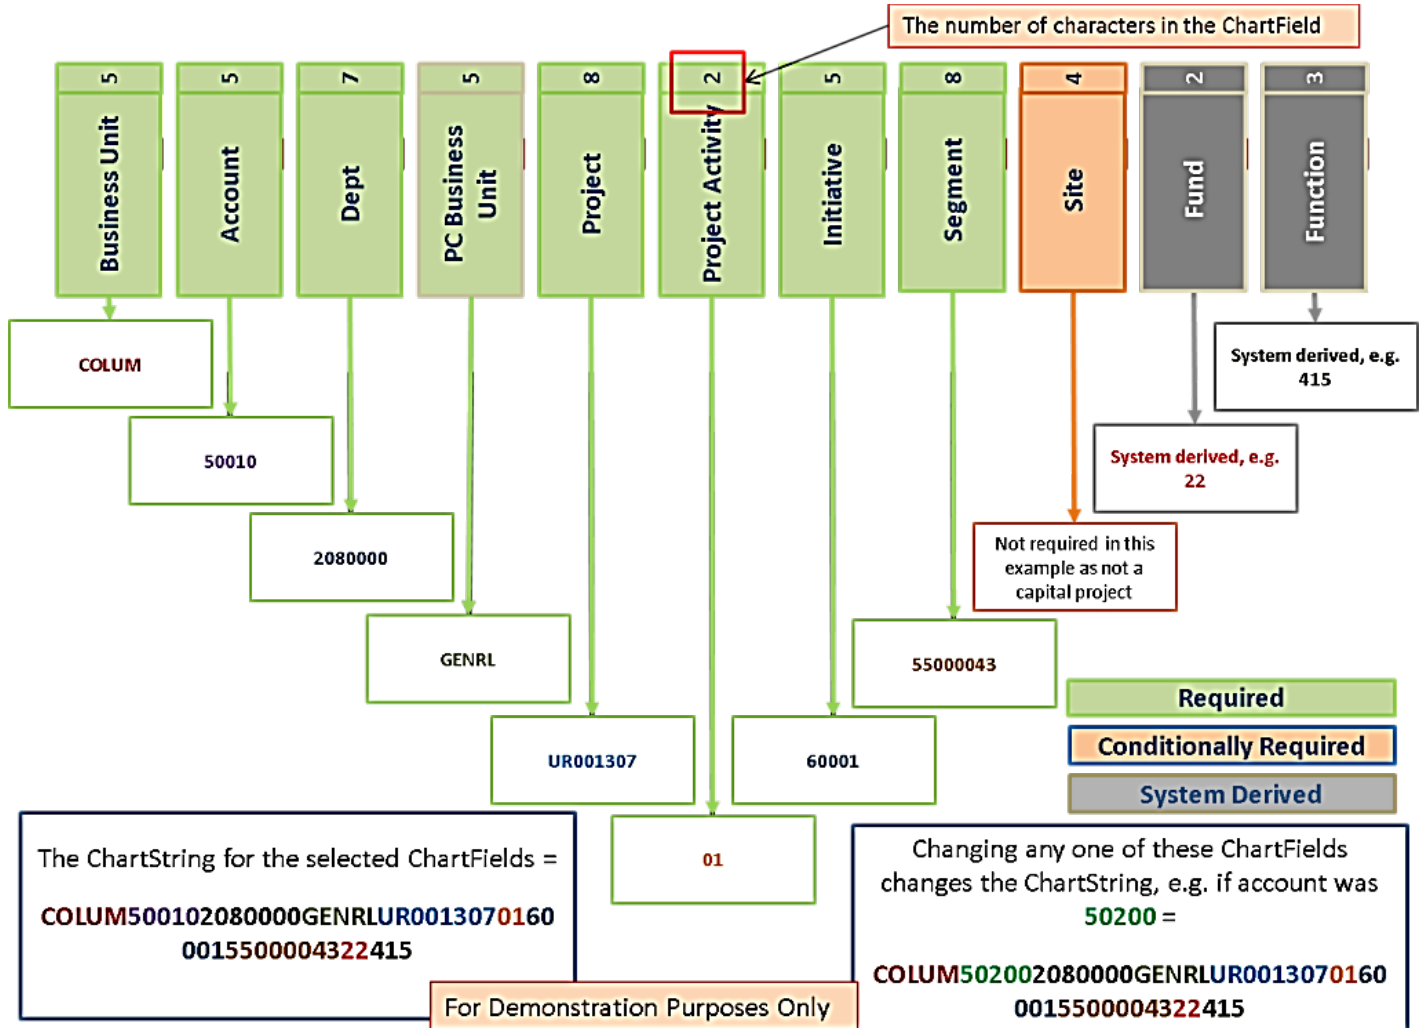 The number of characters in the ChartField
5
5
7
5
8
2
5
8
4
2
3
Business Unit
Account
Dept
PC Business
Unit
Project
Project Activity
Initiative
Segment
Site
Fund
Function
COLUM
50010
2080000
GENRL
UR001307
01
60001
55000043
Not required in this
example as not a
capital project
System derived, e.g.
22
System derived, e.g.
415
Required
Conditionally Required
System Derived
The ChartString for the selected ChartFields =
COLUM500102080000GENRLUR0013070160
0015500004322415
For Demonstration Purposes Only
Changing any one of these ChartFields
changes the ChartString, e.g. if account was
50200 =
COLUM502002080000GENRLUR0013070160
0015500004322415